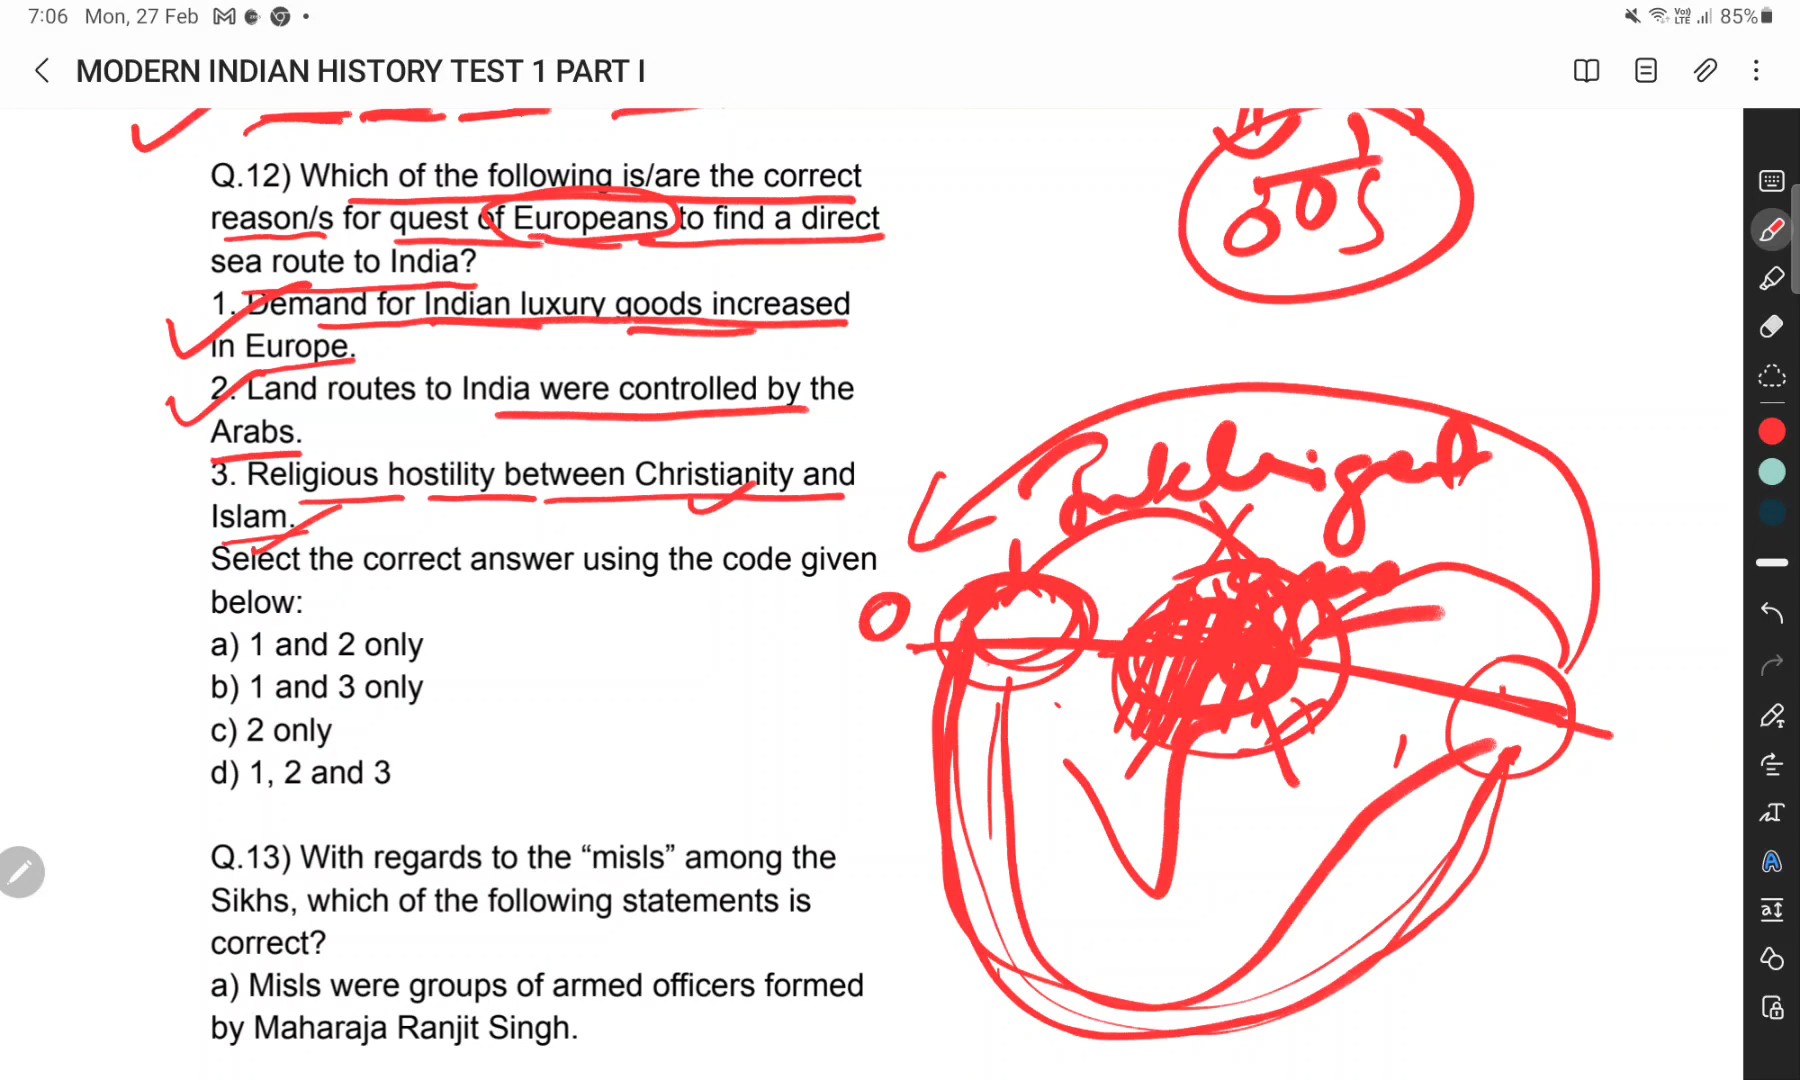 7:06 Mon, 27 Feb
85%
MODERN INDIAN HISTORY TEST 1 PART I
Q.12) Which of the following is/are the correct
reason/s for quest of Europeans to find a direct
sea route to India?
1. Demand for Indian luxury goods increased
in Europe.
2. Land routes to India were controlled by the
Arabs.
3. Religious hostility between Christianity and
Islam.
Select the correct answer using the code given
below:
a) 1 and 2 only
b) 1 and 3 only
c) 2 only
d) 1, 2 and 3
Q.13) With regards to the “misls” among the
Sikhs, which of the following statements is
correct?
a) Misls were groups of armed officers formed
by Maharaja Ranjit Singh.